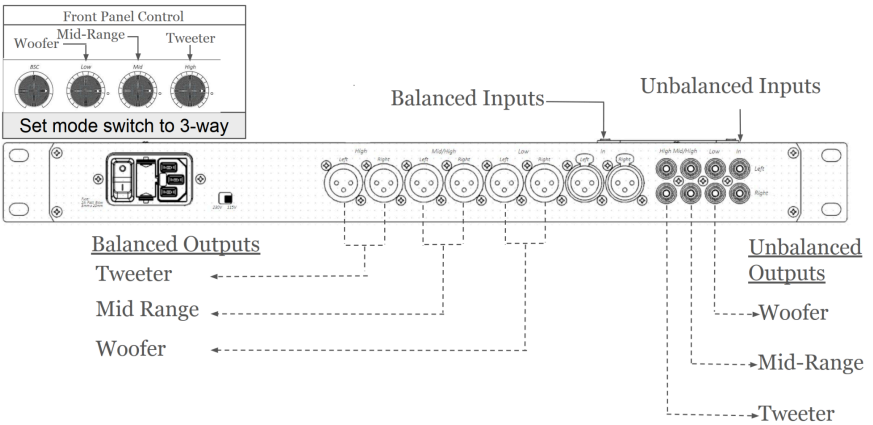 Front Panel Control
Woofer Mid-Range Tweeter
BSC Low Mid High
Set mode switch to 3-way
Balanced Inputs
Unbalanced Inputs
High Mid/High Low In
Left Right Left Right Left Right Left Right
High Mid/High Low In
Left
Right
230V 115V
Balanced Outputs
Tweeter
Mid Range
Woofer
Unbalanced
Outputs
Woofer
Mid-Range
Tweeter